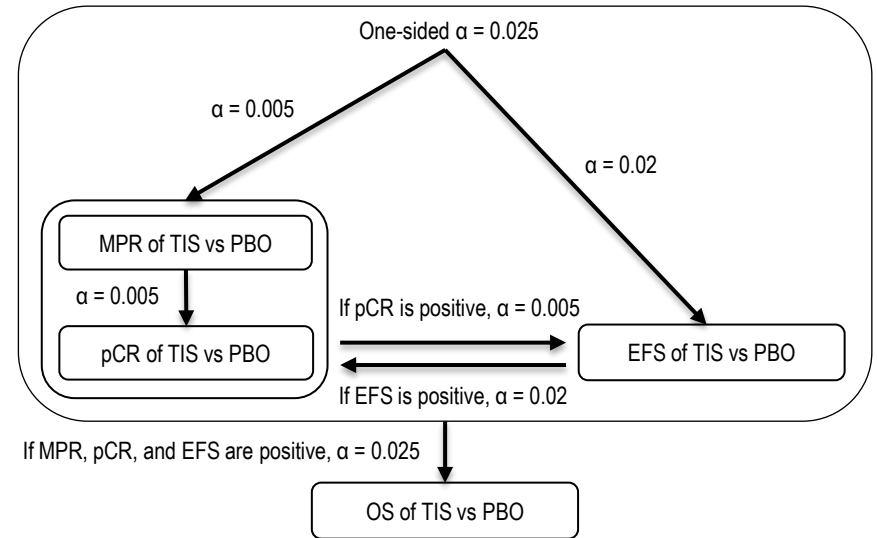 One-sided α = 0.025
α = 0.005
α = 0.02
MPR of TIS vs PBO
α = 0.005
If pCR is positive, α = 0.005
pCR of TIS vs PBO
EFS of TIS vs PBO
If EFS is positive, α = 0.02
If MPR, pCR, and EFS are positive, α = 0.025
OS of TIS vs PBO